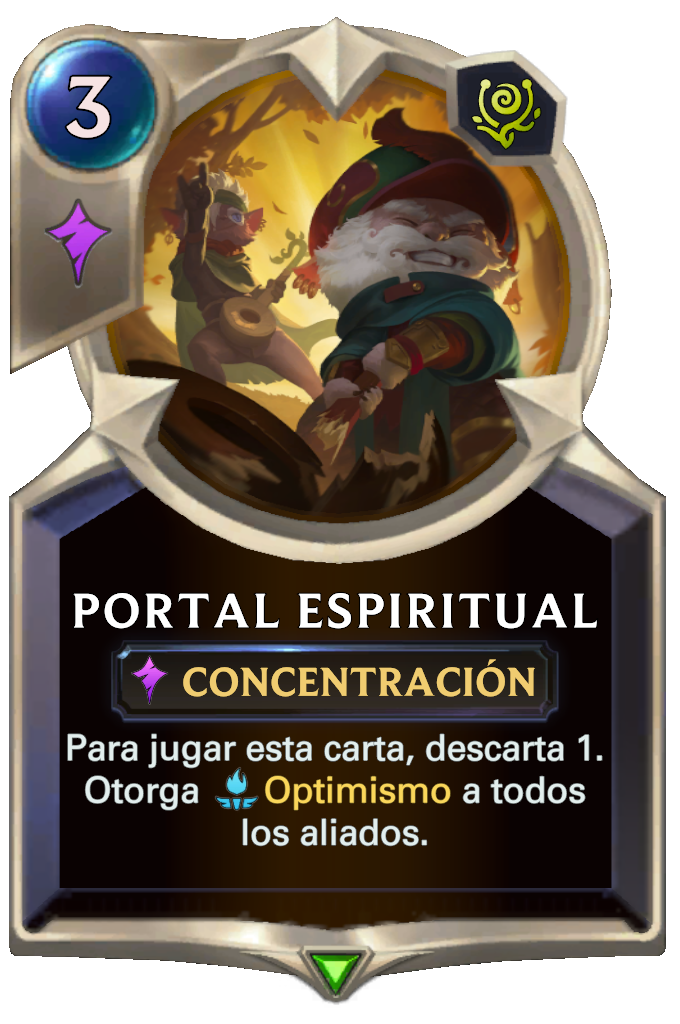 3
PORTAL ESPIRITUAL
CONCENTRACIÓN
Para jugar esta carta, descarta 1.
Otorga Optimismo a todos
los aliados.